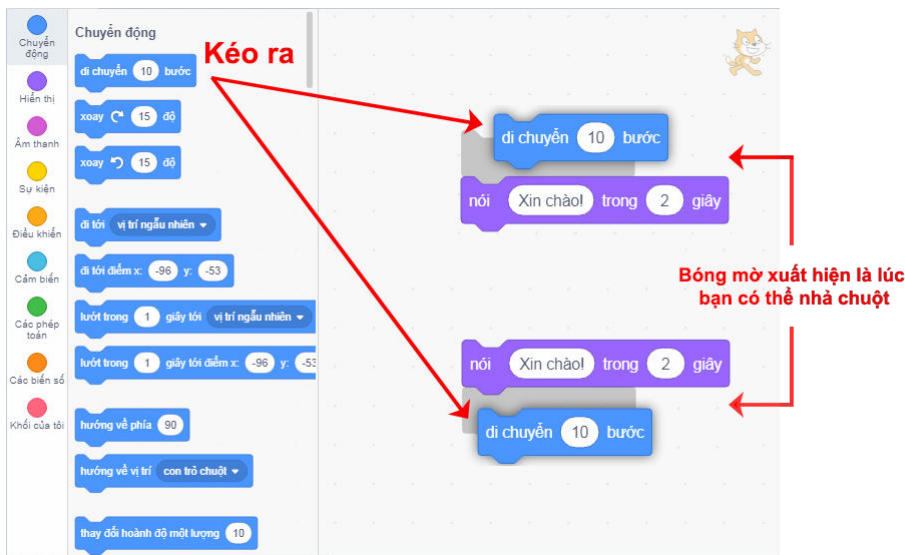 Chuyển
động
Hiển thị
Âm thanh
Sự kiện
Điều khiển
Cảm biến
Các phép
toán
Các biến số
Khối của tôi
Chuyển động
di chuyển 10 bước
xoay 15 độ
xoay 15 độ
đi tới vị trí ngẫu nhiên
đi tới điểm x: -96 y: -53
lướt trong 1 giây tới vị trí ngẫu nhiên
lướt trong 1 giây tới điểm x: -96 y: -53
hướng về phía 90
hướng về vị trí con trỏ chuột
thay đổi hoành độ một lượng 10
Kéo ra
di chuyển 10 bước
nói Xin chào! trong 2 giây
Bóng mờ xuất hiện là lúc
bạn có thể nhả chuột
nói Xin chào! trong 2 giây
di chuyển 10 bước